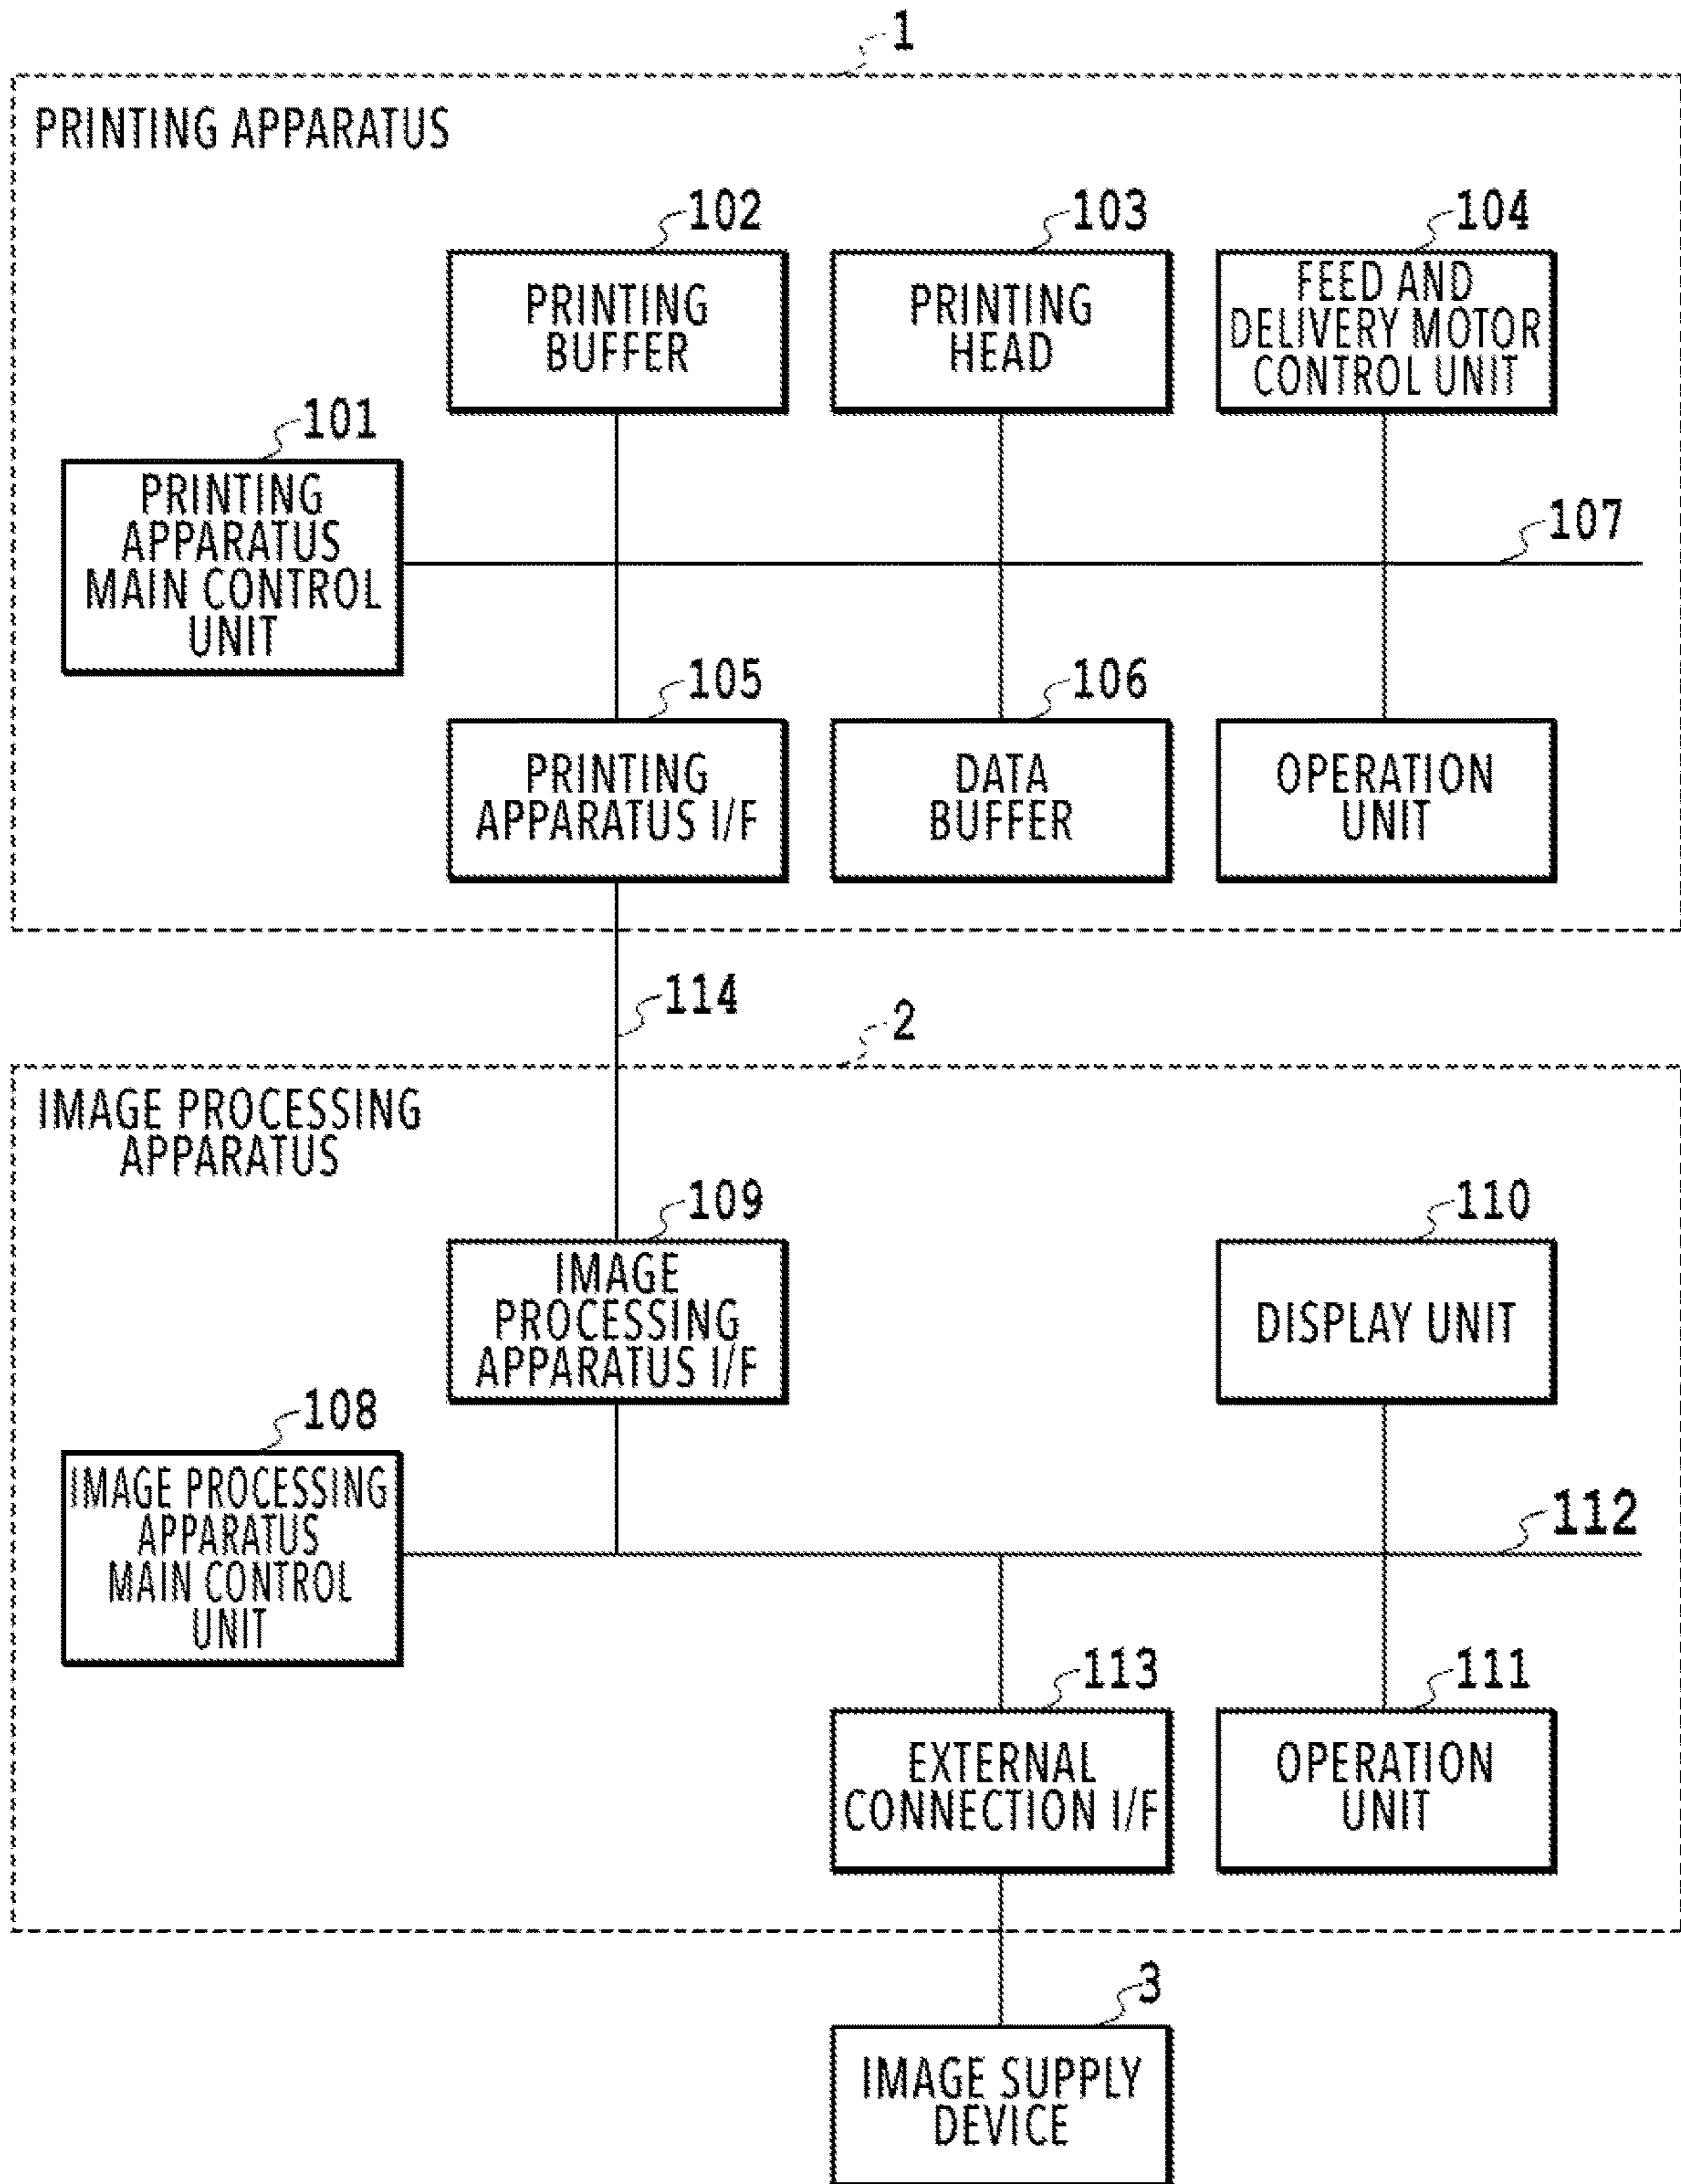 1
PRINTING APPARATUS
102
103
104
PRINTING
BUFFER
PRINTING
HEAD
FEED AND
DELIVERY MOTOR
CONTROL UNIT
101
PRINTING
APPARATUS
MAIN CONTROL
UNIT
107
105
106
PRINTING
APPARATUS I/F
DATA
BUFFER
OPERATION
UNIT
114
2
IMAGE PROCESSING
APPARATUS
109
110
IMAGE
PROCESSING
APPARATUS I/F
DISPLAY UNIT
108
IMAGE PROCESSING
APPARATUS
MAIN CONTROL
UNIT
112
113
111
EXTERNAL
CONNECTION I/F
OPERATION
UNIT
3
IMAGE SUPPLY
DEVICE